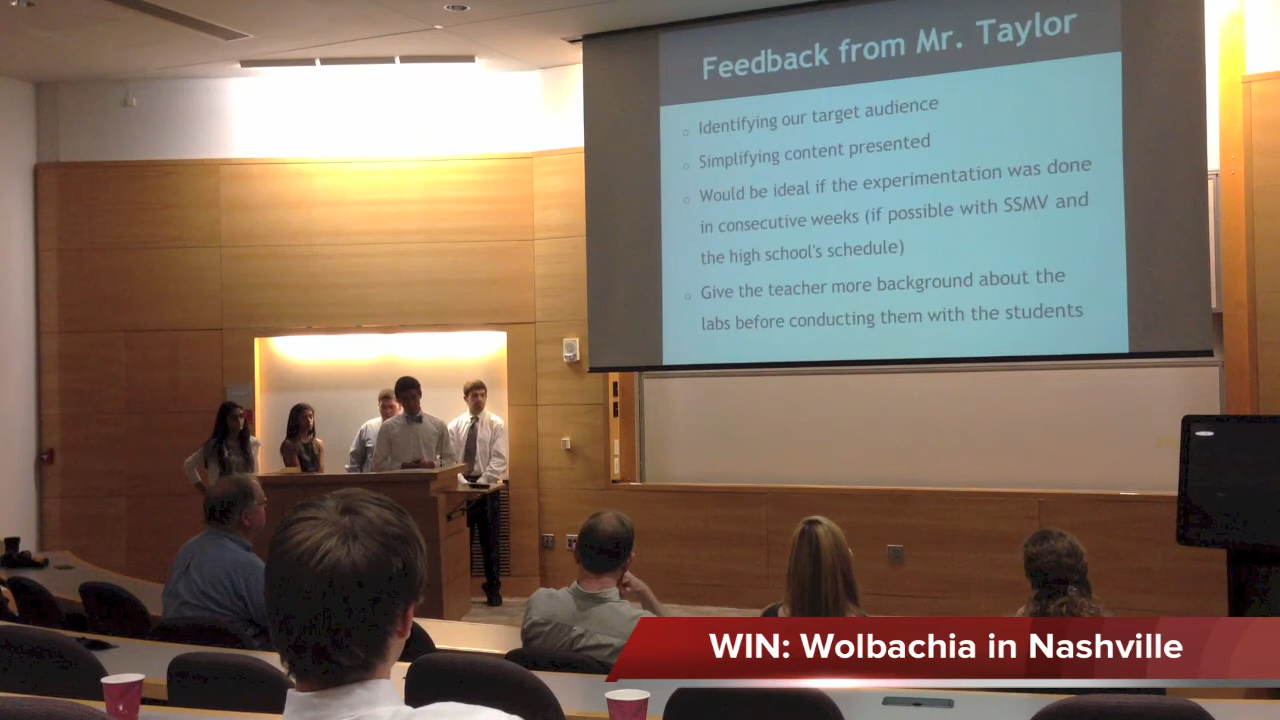 Feedback from Mr. Taylor
Identifying our target audience
Simplifying content presented
Would be ideal if the experimentation was done
in consecutive weeks (if possible with SSMV and
the high school's schedule)
Give the teacher more background about the
labs before conducting them with the students
WIN: Wolbachia in Nashville